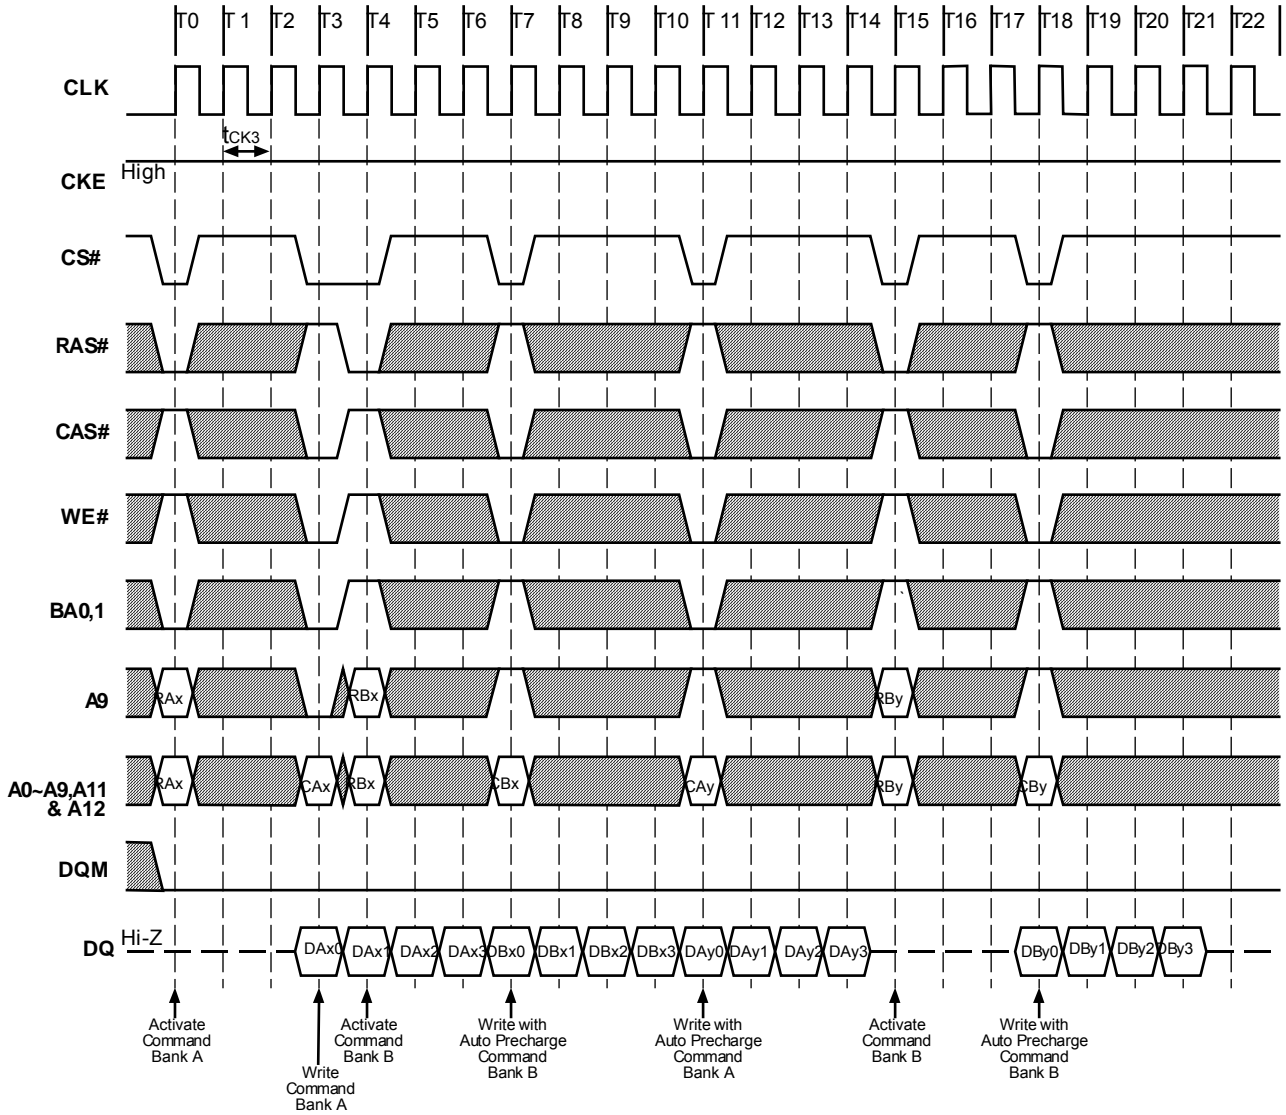 T0 T1 T2 T3 T4 T5 T6 T7 T8 T9 T10 T11 T12 T13 T14 T15 T16 T17 T18 T19 T20 T21 T22
CLK
tCK3
High
CKE
CS#
RAS#
CAS#
WE#
BA0,1
A9
RAx RBx RBy
A0~A9,A11
& A12
RAx CAx RBx CBx CAy RBy CBy
DQM
DQ
Hi-Z
DAx0 DAx1 DAx2 DAx3 DBx0 DBx1 DBx2 DBx3 DAy0 DAy1 DAy2 DAy3 DBy0 DBy1 DBy2 DBy3
Activate
Command
Bank A
Write
Command
Bank A
Activate
Command
Bank B
Write with
Auto Precharge
Command
Bank B
Write with
Auto Precharge
Command
Bank A
Activate
Command
Bank B
Write with
Auto Precharge
Command
Bank B